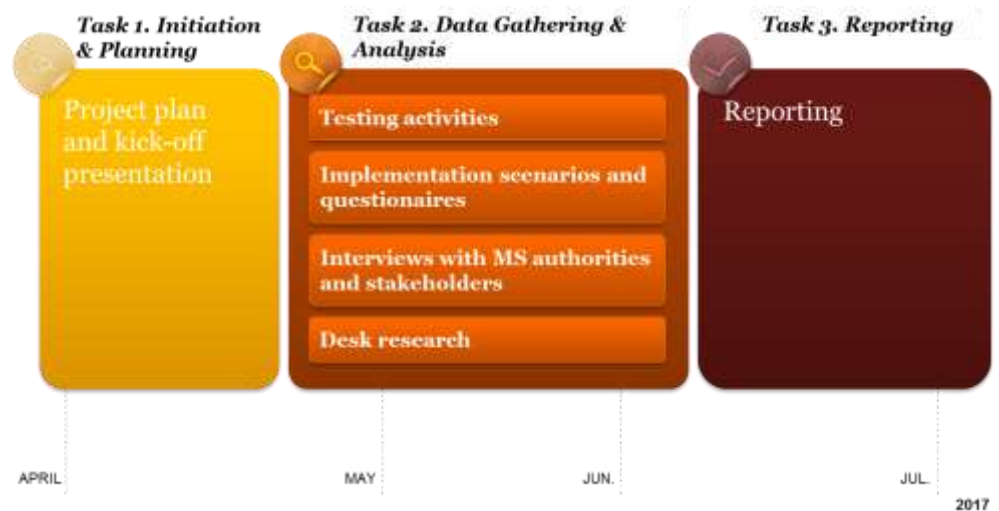 Task 1. Initiation
& Planning
Task 2. Data Gathering &
Analysis
Task 3. Reporting
Project plan
and kick-off
presentation
Testing activities
Implementation scenarios and
questionaires
Interviews with MS authorities
and stakeholders
Desk research
Reporting
APRIL
MAY
JUN.
JUL.
2017